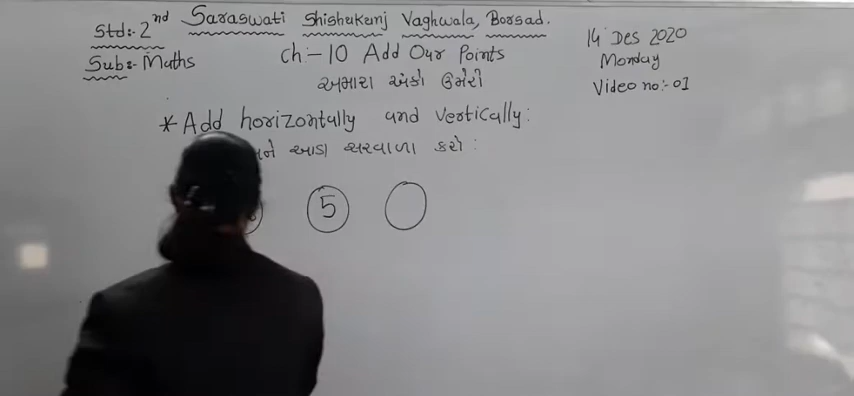 Std:- 2nd Saraswati Shishukunj Vaghwala, Borsad.
14 Des 2020
Sub:- Maths
Ch:- 10 Add Our Points
Monday
અમારા અંકો ઉમેરો
Video no:- 01
* Add horizontally and vertically:
અને આડા સરવાળા કરો:
5